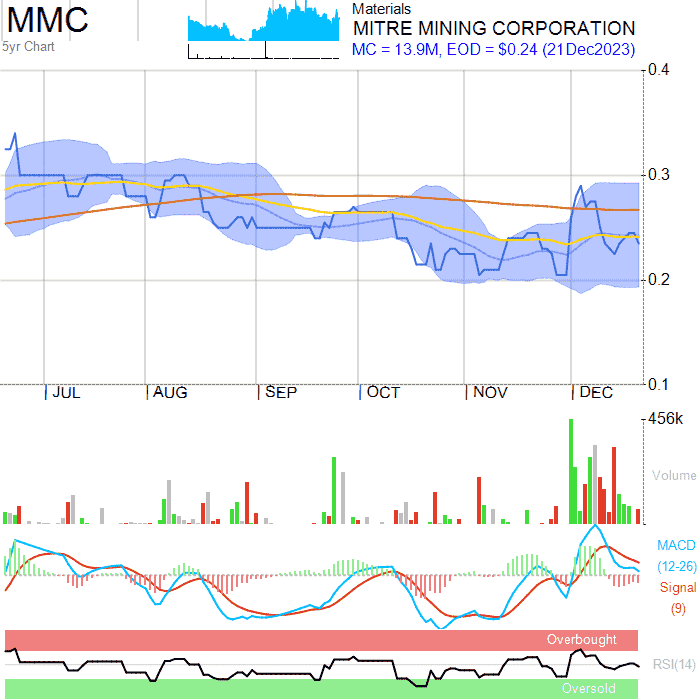 MMC
5yr Chart
Materials
MITRE MINING CORPORATION
MC = 13.9M, EOD = $0.24 (21Dec2023)
0.4
0.3
0.2
0.1
JUL AUG SEP OCT NOV DEC
456k
Volume
MACD
(12-26)
Signal
(9)
Overbought
RSI(14)
Oversold